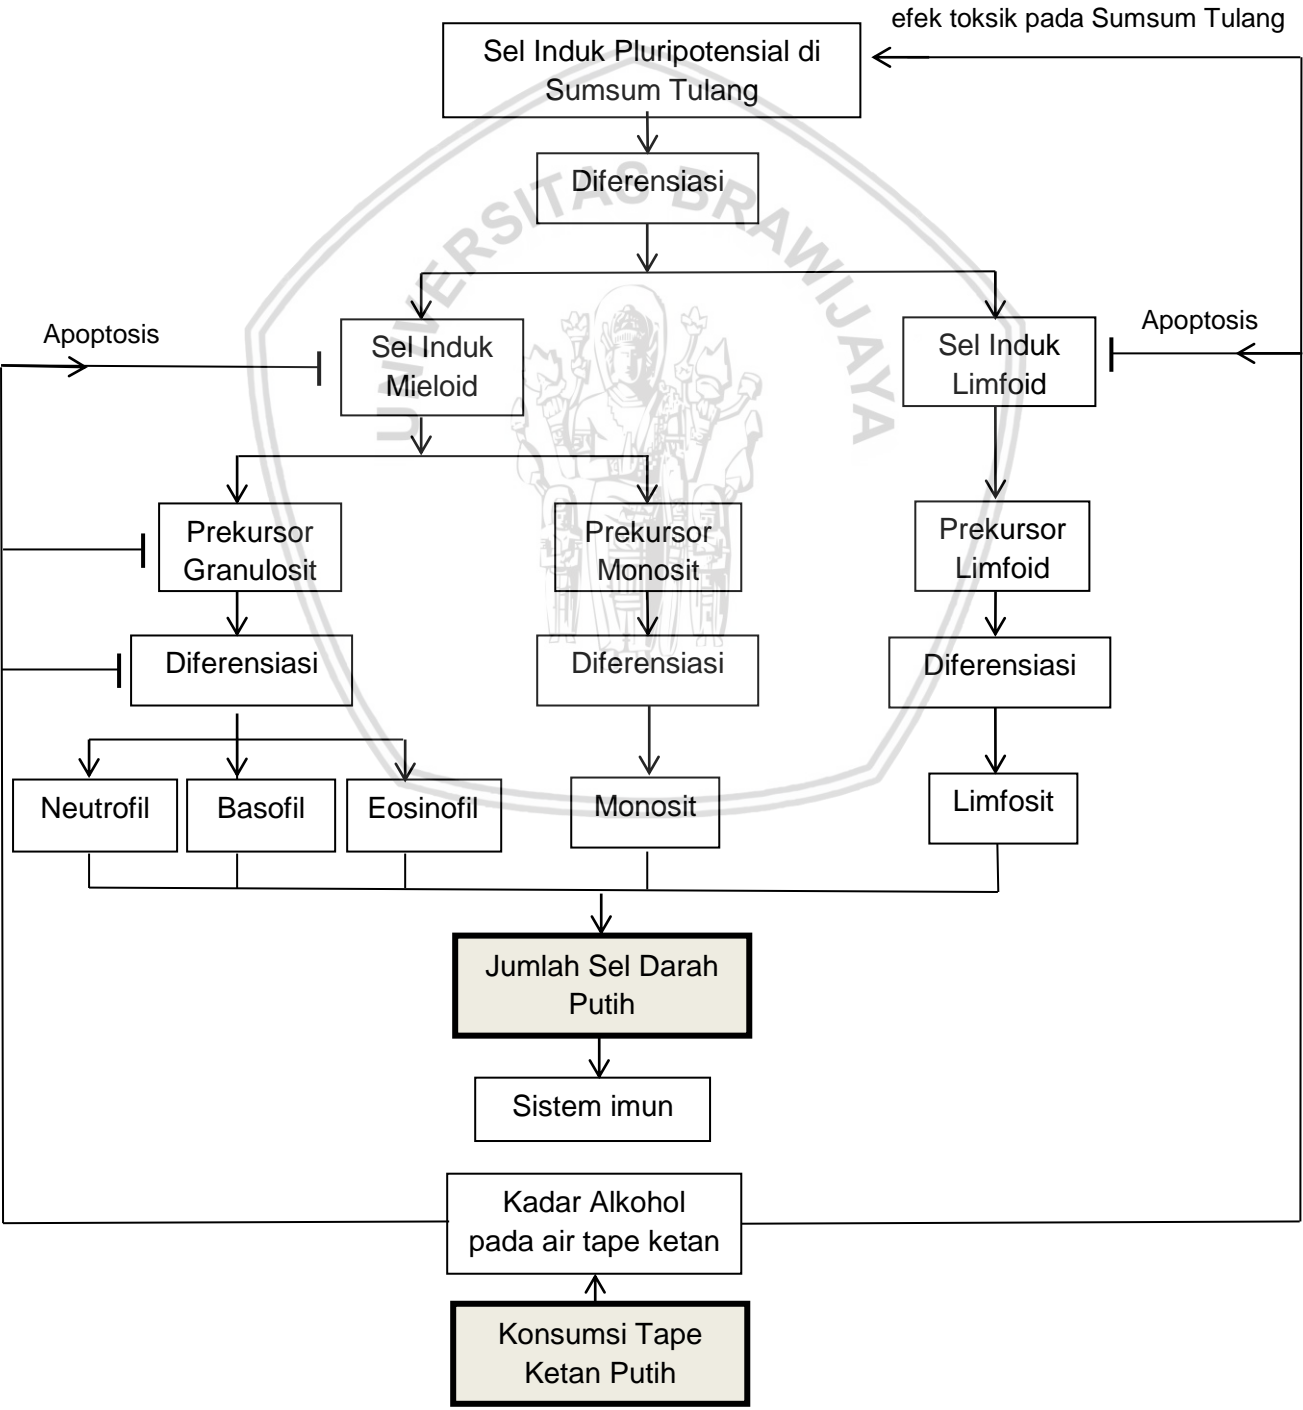 efek toksik pada Sumsum Tulang
Sel Induk Pluripotensial di
Sumsum Tulang
Diferensiasi
UNIVERSITAS BRAWIJAYA
Apoptosis
Sel Induk
Mieloid
Sel Induk
Limfoid
Apoptosis
Prekursor
Granulosit
Prekursor
Monosit
Prekursor
Limfoid
Diferensiasi
Diferensiasi
Diferensiasi
Neutrofil
Basofil
Eosinofil
Monosit
Limfosit
Jumlah Sel Darah
Putih
Sistem imun
Kadar Alkohol
pada air tape ketan
Konsumsi Tape
Ketan Putih